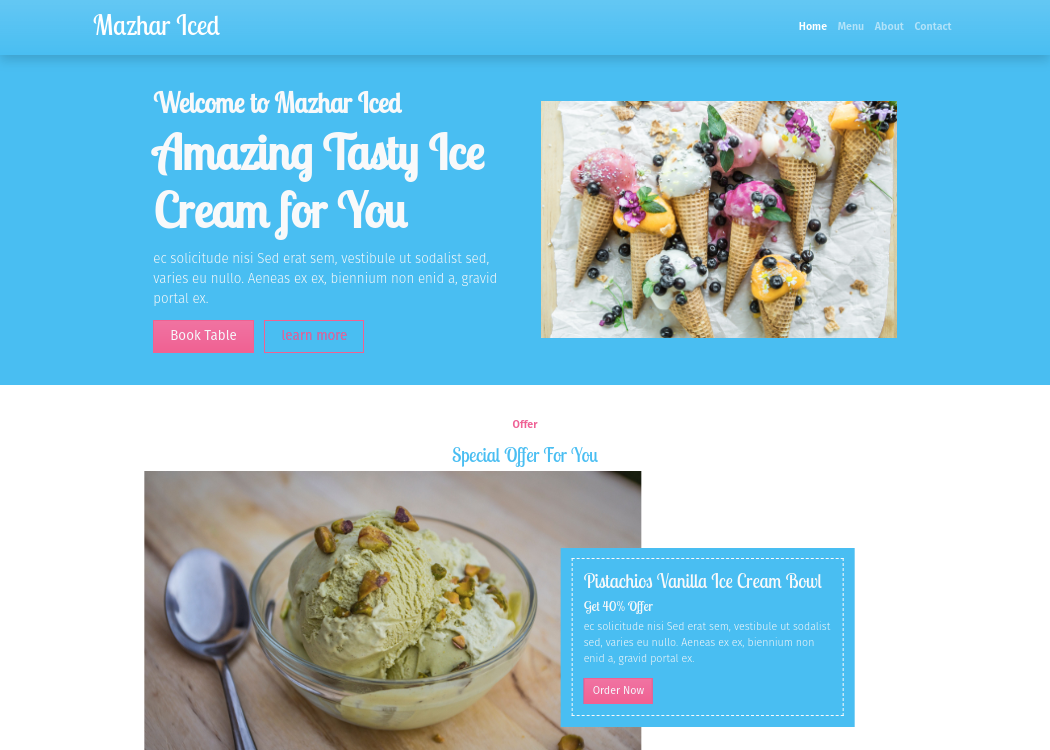 Mazhar Iced
Home Menu About Contact
Welcome to Mazhar Iced
Amazing Tasty Ice
Cream for You
ec solicitude nisi Sed erat sem, vestibule ut sodalist sed,
varies eu nullo. Aeneas ex ex, biennium non enid a, gravid
portal ex.
Book Table
learn more
Offer
Special Offer For You
Pistachios Vanilla Ice Cream Bowl
Get 40% Offer
ec solicitude nisi Sed erat sem, vestibule ut sodalist
sed, varies eu nullo. Aeneas ex ex, biennium non
enid a, gravid portal ex.
Order Now